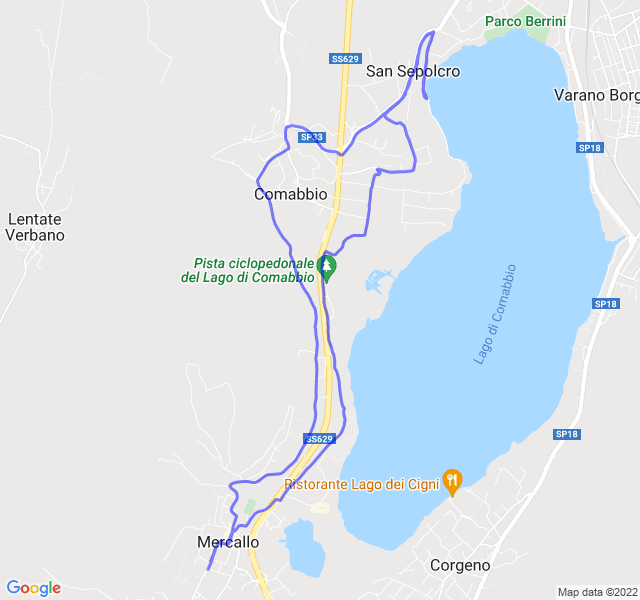 Parco Berrini
SS629
San Sepolcro
Varano Borg
SP33
SP18
Comabbio
Lentate
Verbano
Pista ciclopedonale
del Lago di Comabbio
Lago di Comabbio
SP18
SP18
SS629
Ristorante Lago dei Cigni
Mercallo
Corgeno
Google
Map data ©2022